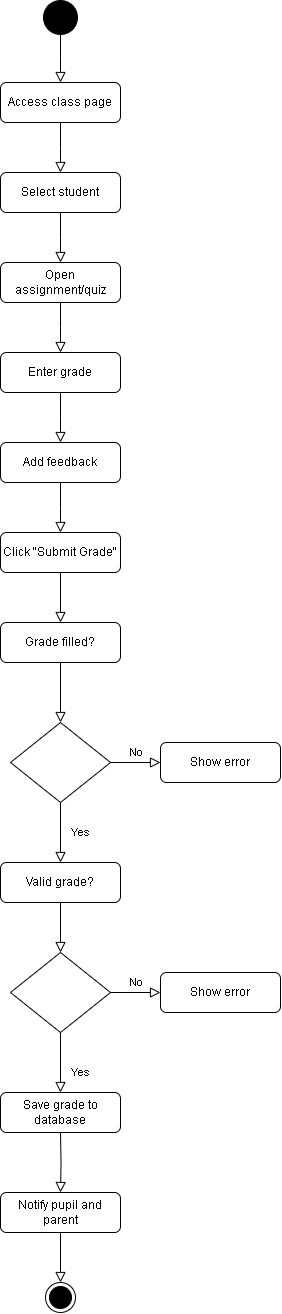 Access class page
Select student
Open
assignment/quiz
Enter grade
Add feedback
Click "Submit Grade"
Grade filled?
No
Show error
Yes
Valid grade?
No
Show error
Yes
Save grade to
database
Notify pupil and
parent